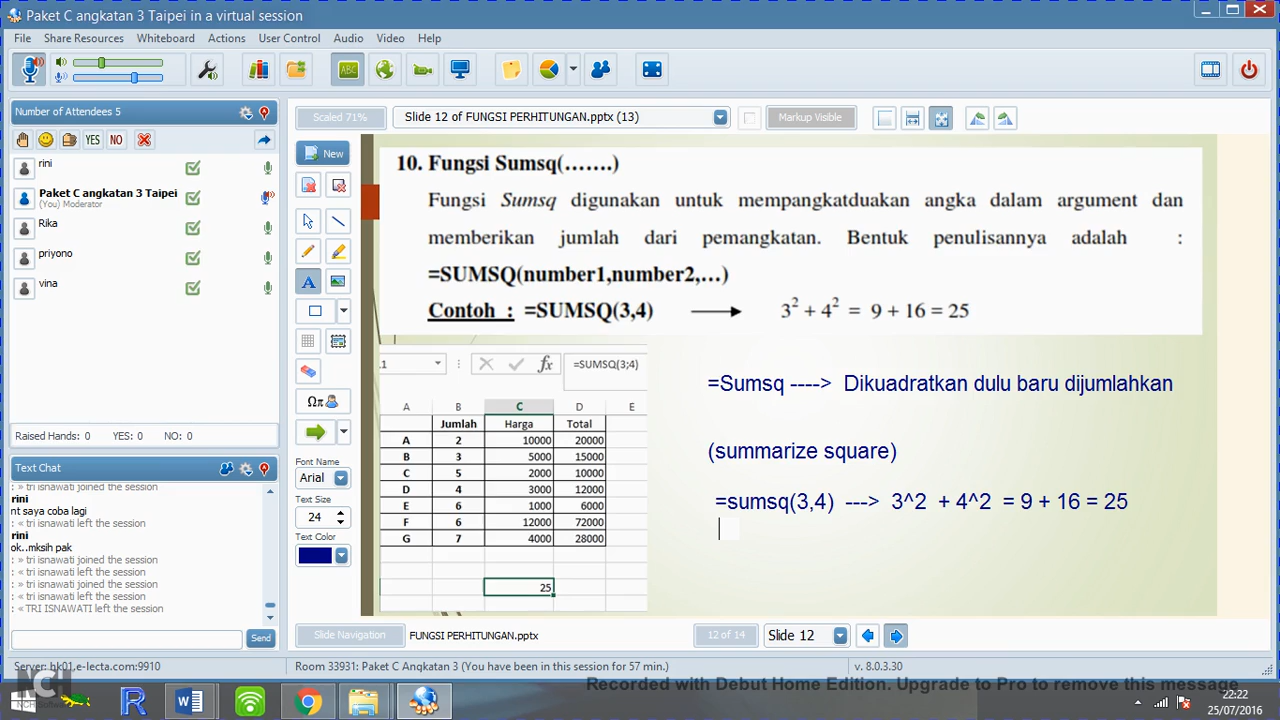 Paket C angkatan 3 Taipei in a virtual session
File Share Resources Whiteboard Actions User Control Audio Video Help
Number of Attendees 5
YES NO
rini
Paket C angkatan 3 Taipei
(You) Moderator
Rika
priyono
vina
Raised Hands: 0 YES: 0 NO: 0
Text Chat
: » tri isnawati joined the session
rini
nt saya coba lagi
: « tri isnawati left the session
rini
ok..mksih pak
: « tri isnawati left the session
: » tri isnawati joined the session
: » tri isnawati joined the session
: « tri isnawati left the session
: « TRI ISNAWATI left the session
Send
Scaled 71%
Slide 12 of FUNGSI PERHITUNGAN.pptx (13)
Markup Visible
New
A
Ωπ
Font Name
Arial
Text Size
24
Text Color
10. Fungsi Sumsq(…….)
Fungsi Sumsq digunakan untuk mempangkatduakan angka dalam argument dan
memberikan jumlah dari pemangkatan. Bentuk penulisannya adalah :
=SUMSQ(number1,number2,…)
Contoh : =SUMSQ(3,4) 3² + 4² = 9 + 16 = 25
fx =SUMSQ(3;4)
A B C D E
Jumlah Harga Total
A 2 10000 20000
B 3 5000 15000
C 5 2000 10000
D 4 3000 12000
E 6 1000 6000
F 6 12000 72000
G 7 4000 28000
25
=Sumsq ----> Dikuadratkan dulu baru dijumlahkan
(summarize square)
=sumsq(3,4) ---> 3^2 + 4^2 = 9 + 16 = 25
Slide Navigation FUNGSI PERHITUNGAN.pptx 12 of 14 Slide 12
Server: bk01.e-lecta.com:9910 Room 33931: Paket C Angkatan 3 (You have been in this session for 57 min.) v. 8.0.3.30
Recorded with Debut Home Edition. Upgrade to Pro to remove this message
NCH Software
22:22
25/07/2016